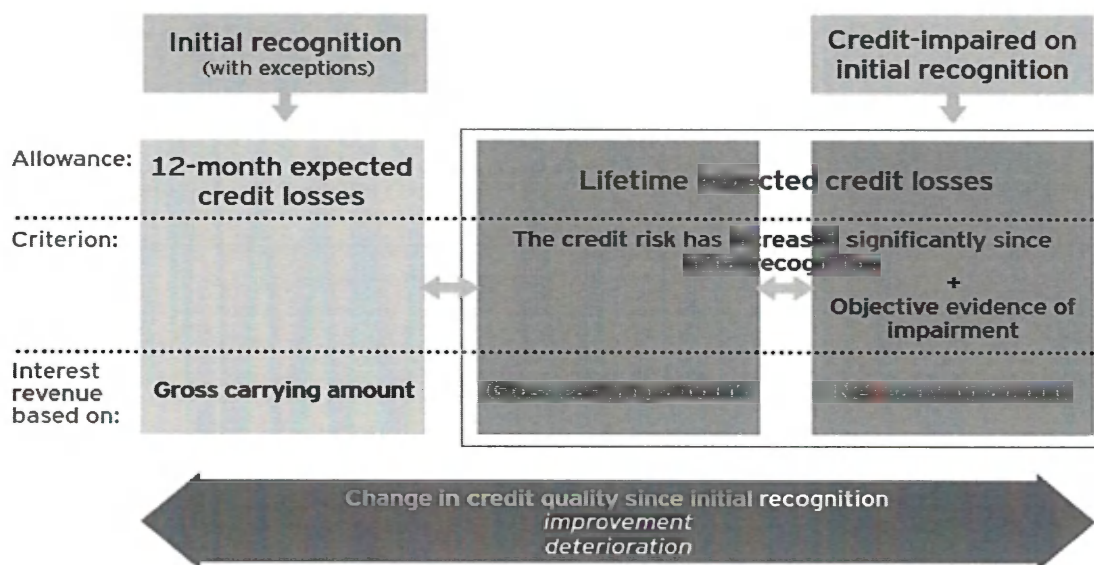 Initial recognition
(with exceptions)
Credit-impaired on
initial recognition
Allowance:
12-month expected
credit losses
Lifetime credit losses
Criterion:
The credit risk has significantly since
+
Objective evidence of
impairment
Interest
revenue
based on:
Gross carrying amount
Change in credit quality since initial recognition
improvement
deterioration